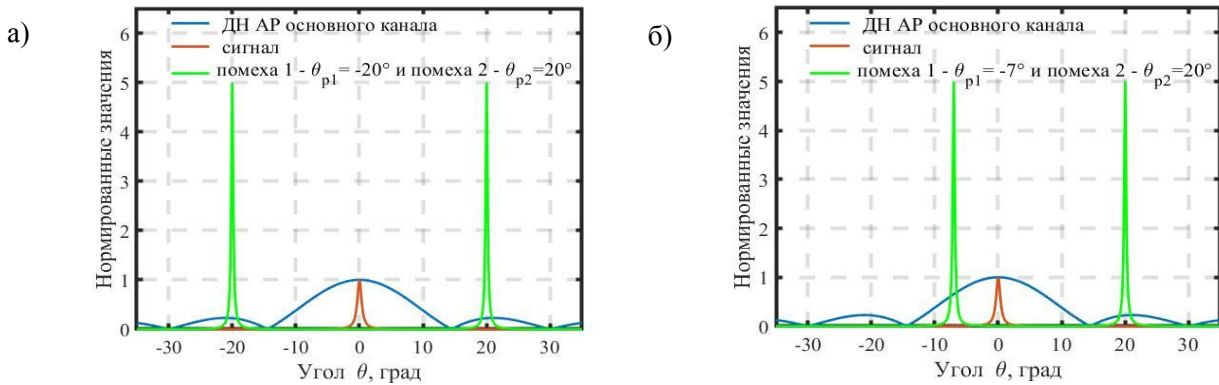 а)
ДН АР основного канала
сигнал
помеха 1 - θp1= -20° и помеха 2 - θp2=20°
Нормированные значения
6
5
4
3
2
1
0
-30 -20 -10 0 10 20 30
Угол θ, град
б)
ДН АР основного канала
сигнал
помеха 1 - θp1= -7° и помеха 2 - θp2=20°
Нормированные значения
6
5
4
3
2
1
0
-30 -20 -10 0 10 20 30
Угол θ, град